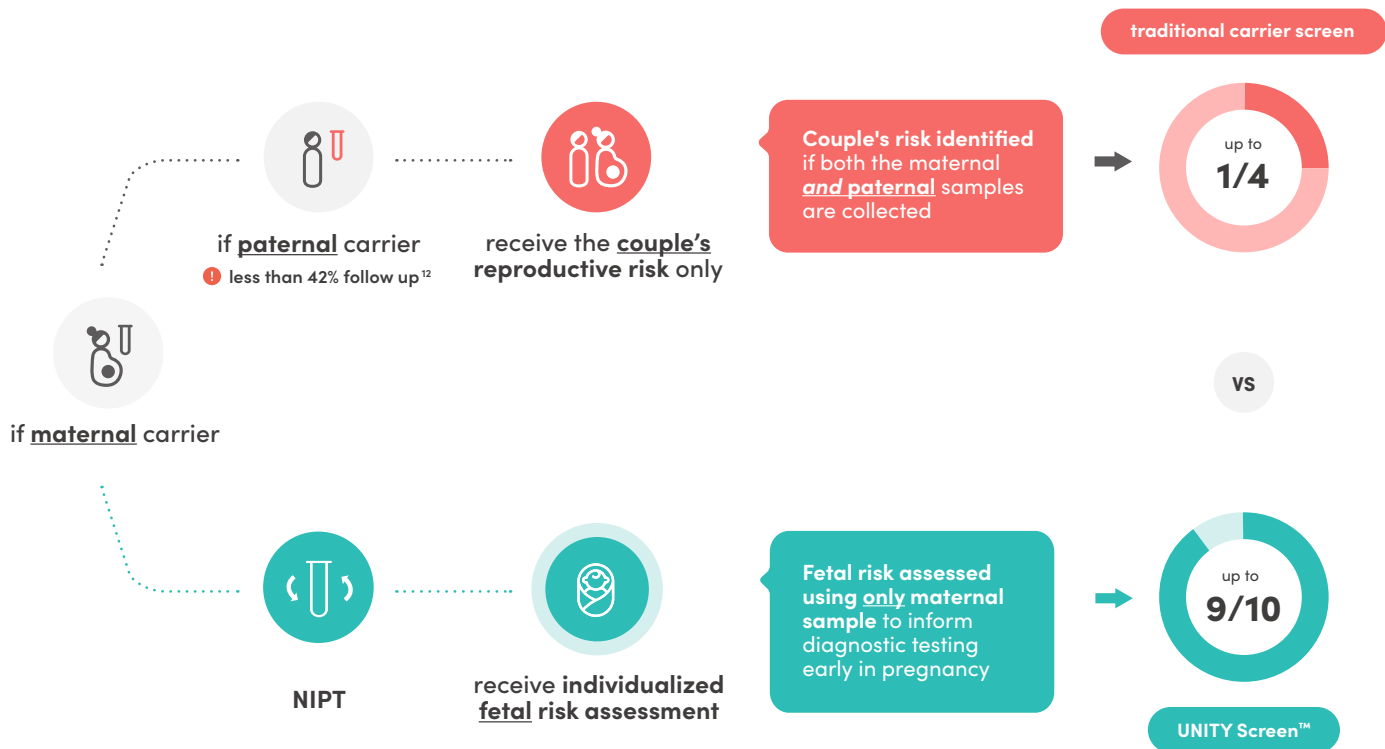 traditional carrier screen
up to
1/4
Couple's risk identified
if both the maternal
and paternal samples
are collected
if paternal carrier
! less than 42% follow up 12
receive the couple's
reproductive risk only
if maternal carrier
vs
NIPT
receive individualized
fetal risk assessment
Fetal risk assessed
using only maternal
sample to inform
diagnostic testing
early in pregnancy
up to
9/10
UNITY Screen™